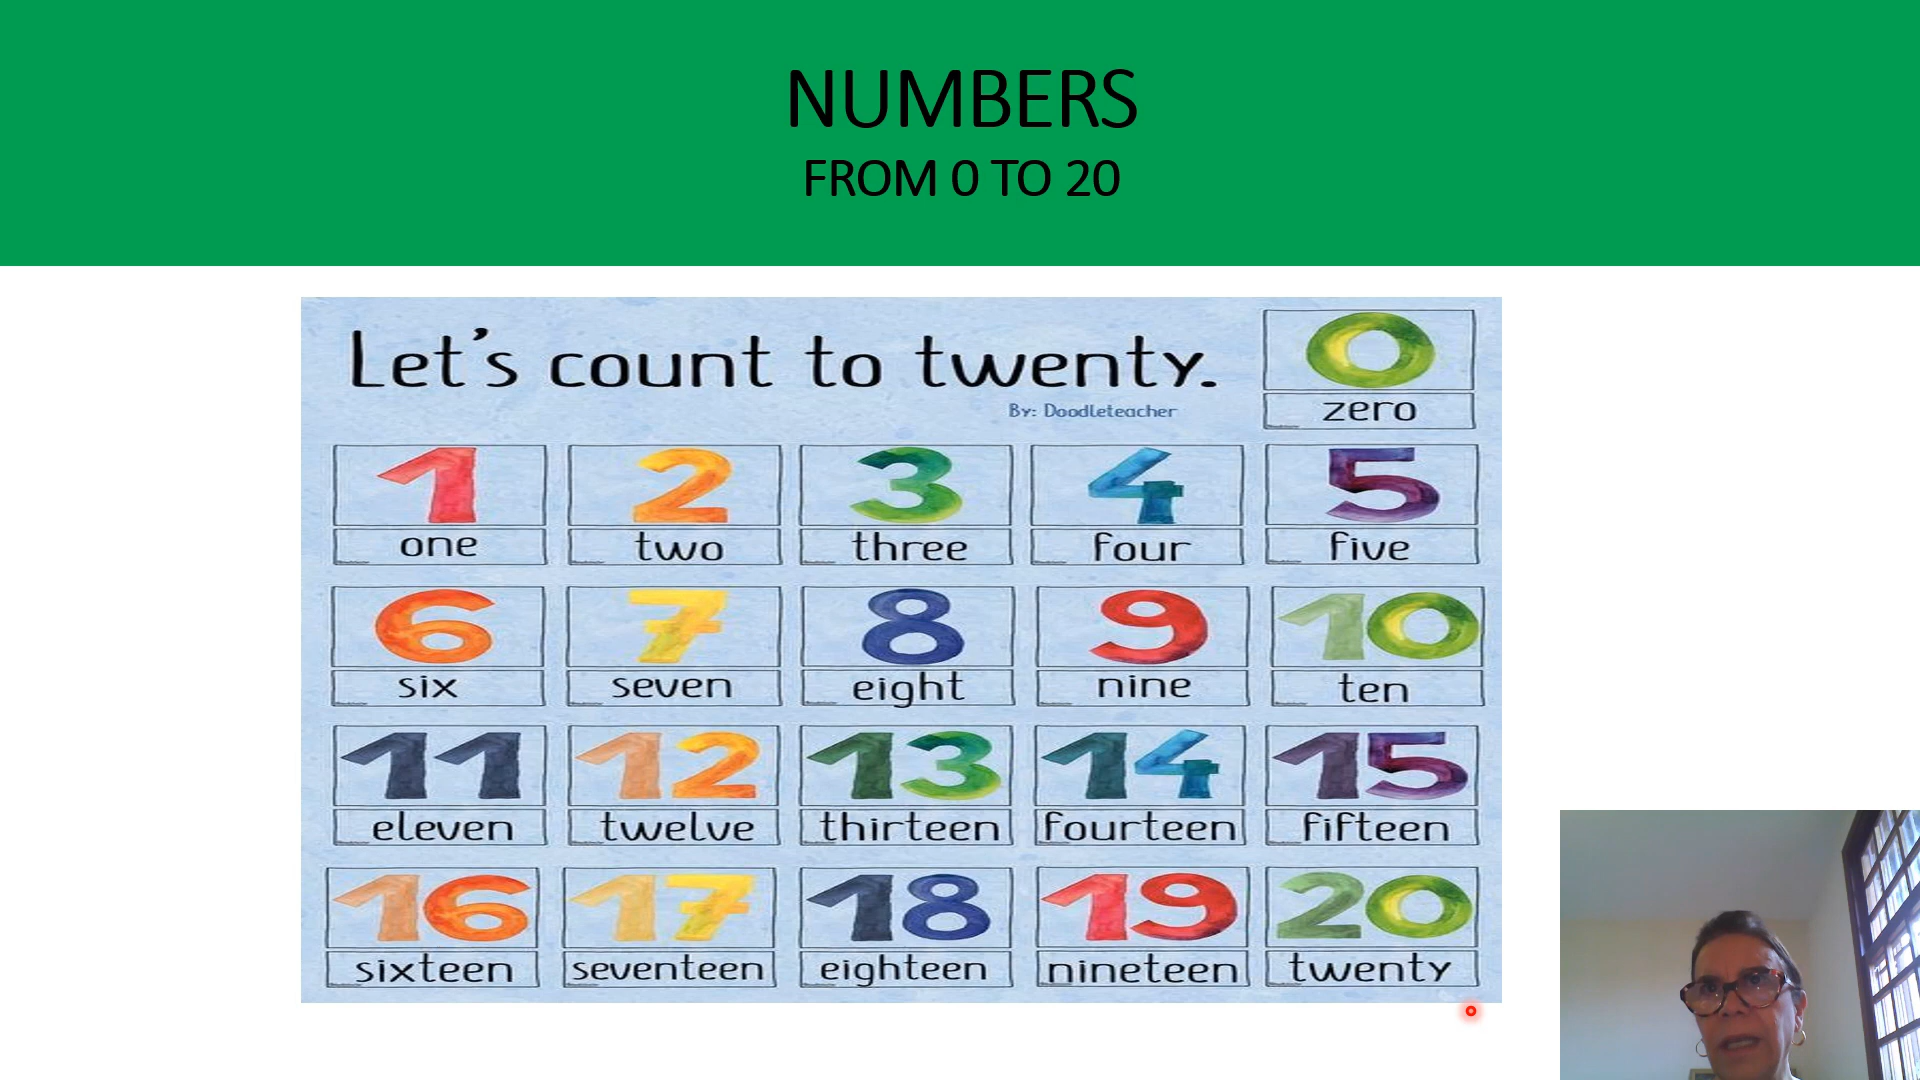 NUMBERS
FROM 0 TO 20
Let's count to twenty.
By: Doodleteacher
0
zero
1 2 3 4 5
one two three four five
6 7 8 9 10
six seven eight nine ten
11 12 13 14 15
eleven twelve thirteen fourteen fifteen
16 17 18 19 20
sixteen seventeen eighteen nineteen twenty